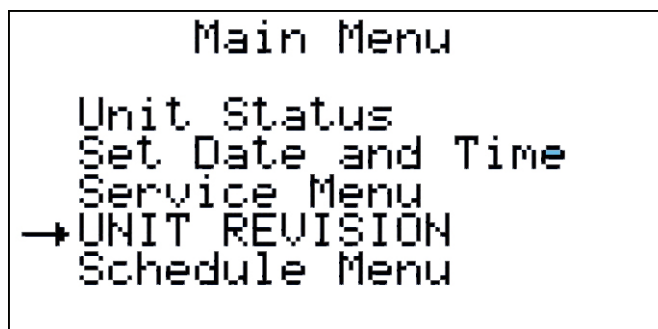 Main Menu
Unit Status
Set Date and Time
Service Menu
→UNIT REVISION
Schedule Menu